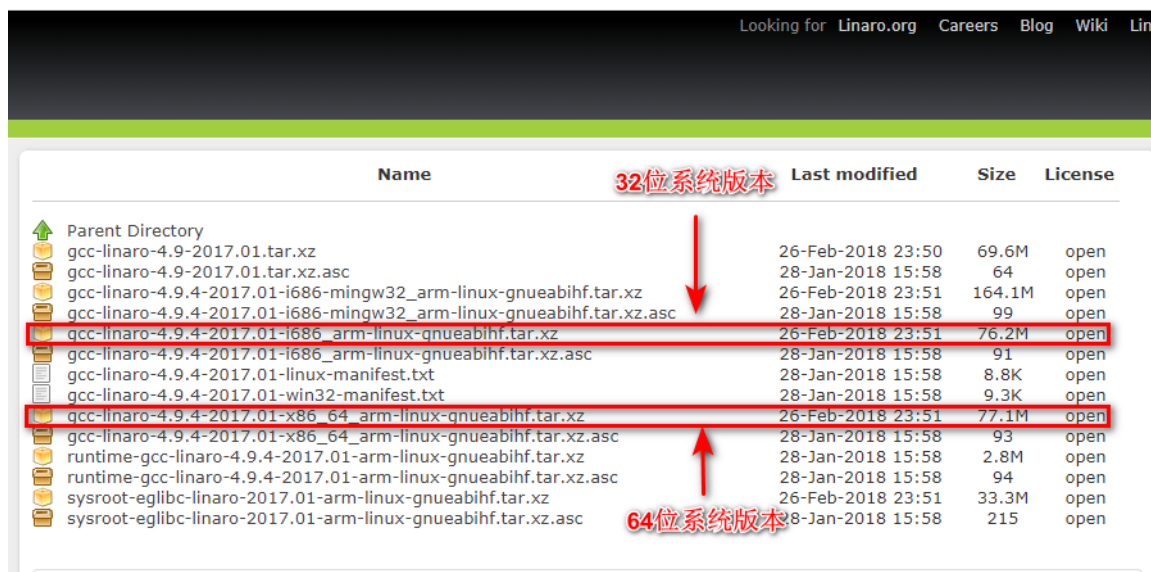 Looking for Linaro.org Careers Blog Wiki
Name Last modified Size License
32位系统版本
Parent Directory
gcc-linaro-4.9-2017.01.tar.xz 26-Feb-2018 23:50 69.6M open
gcc-linaro-4.9-2017.01.tar.xz.asc 28-Jan-2018 15:58 64 open
gcc-linaro-4.9.4-2017.01-i686-mingw32_arm-linux-gnueabihf.tar.xz 26-Feb-2018 23:51 164.1M open
gcc-linaro-4.9.4-2017.01-i686-mingw32_arm-linux-gnueabihf.tar.xz.asc 28-Jan-2018 15:58 99 open
gcc-linaro-4.9.4-2017.01-i686_arm-linux-gnueabihf.tar.xz 26-Feb-2018 23:51 76.2M open
gcc-linaro-4.9.4-2017.01-i686_arm-linux-gnueabihf.tar.xz.asc 28-Jan-2018 15:58 91 open
gcc-linaro-4.9.4-2017.01-linux-manifest.txt 28-Jan-2018 15:58 8.8K open
gcc-linaro-4.9.4-2017.01-win32-manifest.txt 28-Jan-2018 15:58 9.3K open
gcc-linaro-4.9.4-2017.01-x86_64_arm-linux-gnueabihf.tar.xz 26-Feb-2018 23:51 77.1M open
gcc-linaro-4.9.4-2017.01-x86_64_arm-linux-gnueabihf.tar.xz.asc 28-Jan-2018 15:58 93 open
runtime-gcc-linaro-4.9.4-2017.01-arm-linux-gnueabihf.tar.xz 26-Feb-2018 23:51 2.8M open
runtime-gcc-linaro-4.9.4-2017.01-arm-linux-gnueabihf.tar.xz.asc 28-Jan-2018 15:58 94 open
sysroot-eglibc-linaro-2017.01-arm-linux-gnueabihf.tar.xz 26-Feb-2018 23:51 33.3M open
sysroot-eglibc-linaro-2017.01-arm-linux-gnueabihf.tar.xz.asc 28-Jan-2018 15:58 215 open
64位系统版本